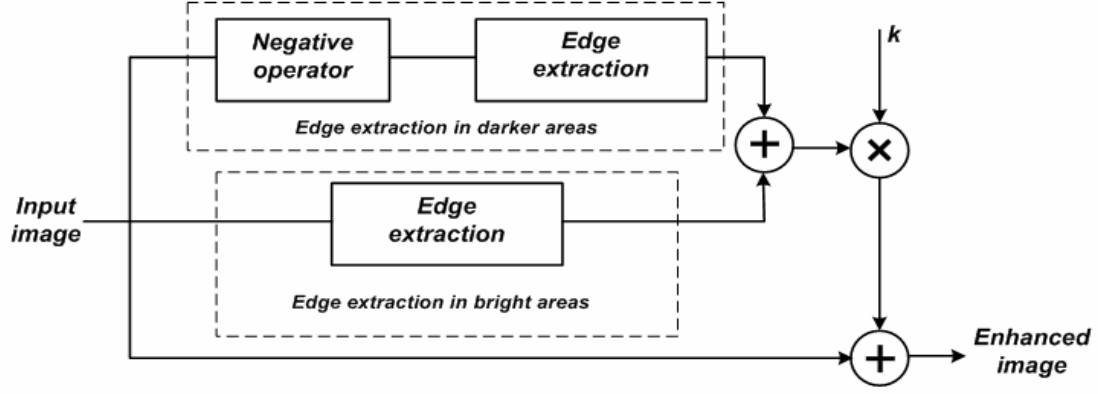 Negative
operator
Edge
extraction
k
Edge extraction in darker areas
+
×
Input
image
Edge
extraction
Edge extraction in bright areas
+
Enhanced
image